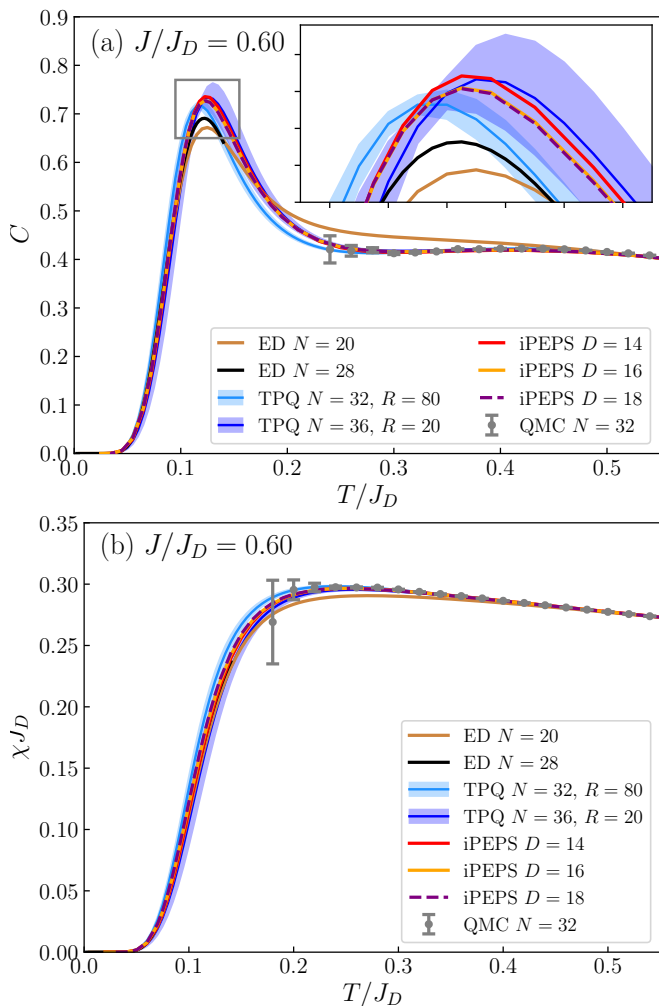 (a) J/J_D = 0.60
C
0.9
0.8
0.7
0.6
0.5
0.4
0.3
0.2
0.1
0.0
ED N = 20
ED N = 28
TPQ N = 32, R = 80
TPQ N = 36, R = 20
iPEPS D = 14
iPEPS D = 16
iPEPS D = 18
QMC N = 32
0.0 0.1 0.2 0.3 0.4 0.5
T/J_D
(b) J/J_D = 0.60
χJ_D
0.35
0.30
0.25
0.20
0.15
0.10
0.05
0.00
ED N = 20
ED N = 28
TPQ N = 32, R = 80
TPQ N = 36, R = 20
iPEPS D = 14
iPEPS D = 16
iPEPS D = 18
QMC N = 32
0.0 0.1 0.2 0.3 0.4 0.5
T/J_D